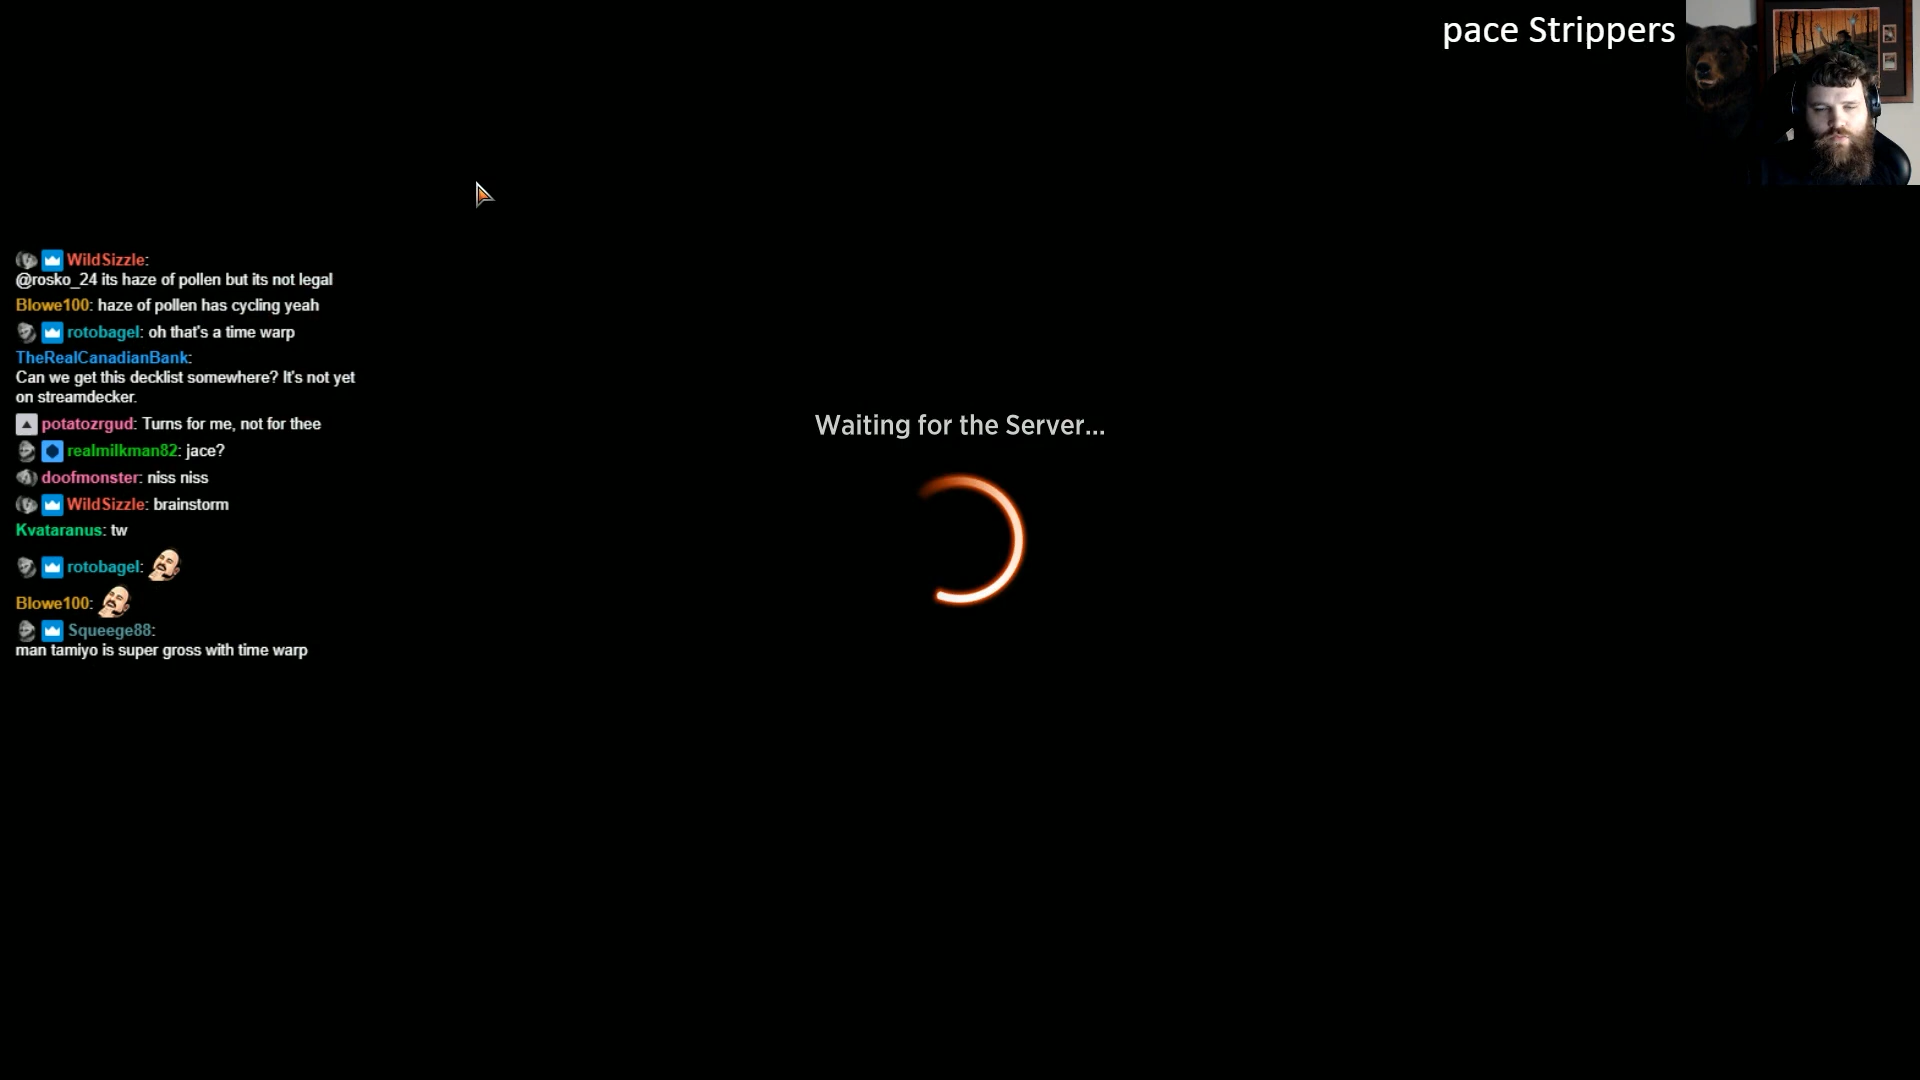 pace Strippers
WildSizzle:
@rosko_24 its haze of pollen but its not legal
Blowe100: haze of pollen has cycling yeah
rotobagel: oh that's a time warp
TheRealCanadianBank:
Can we get this decklist somewhere? It's not yet
on streamdecker.
potatozrgud: Turns for me, not for thee
realmilkman82: jace?
doofmonster: niss niss
WildSizzle: brainstorm
Kvataranus: tw
rotobagel:
Blowe100:
Squeege88:
man tamiyo is super gross with time warp
Waiting for the Server...